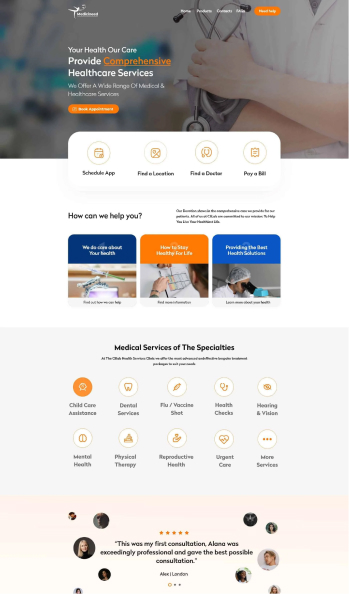 Home Products Contacts FAQs Need help
Your Health Our Care
Provide Comprehensive
Healthcare Services
We Offer A Wide Range Of Medical &
Healthcare Services
Book Appointment
Schedule App
Find a Location
Find a Doctor
Pay a Bill
How can we help you?
Our Devotion shows in the comprehensive care we provide for our
patients. All of us at CEab are committed to our mission: To Help
You Live Your Healthiest Life.
We do care about
Your health
How to Stay
Healthy For Life
Providing the Best
Health Solutions
Find out how we can help
Find more information
Learn more about your health
Medical Services of The Specialties
At The CEab Health Services Clinic we offer the most advanced and effective bespoke treatment
packages to suit your needs
Child Care
Assistance
Dental
Services
Flu / Vaccine
Shot
Health
Checks
Hearing
& Vision
Mental
Health
Physical
Therapy
Reproductive
Health
Urgent
Care
More
Services
"This was my first consultation, Alana was
exceedingly professional and gave the best possible
consultation."
Alex | London